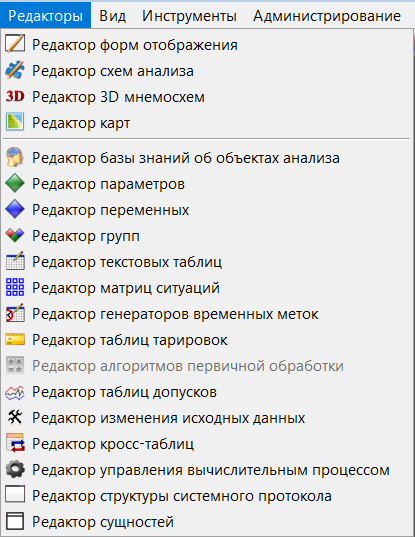 Редакторы Вид Инструменты Администрирование
Редактор форм отображения
Редактор схем анализа
3D Редактор 3D мнемосхем
Редактор карт
Редактор базы знаний об объектах анализа
Редактор параметров
Редактор переменных
Редактор групп
Редактор текстовых таблиц
Редактор матриц ситуаций
Редактор генераторов временных меток
Редактор таблиц тарировок
Редактор алгоритмов первичной обработки
Редактор таблиц допусков
Редактор изменения исходных данных
Редактор кросс-таблиц
Редактор управления вычислительным процессом
Редактор структуры системного протокола
Редактор сущностей